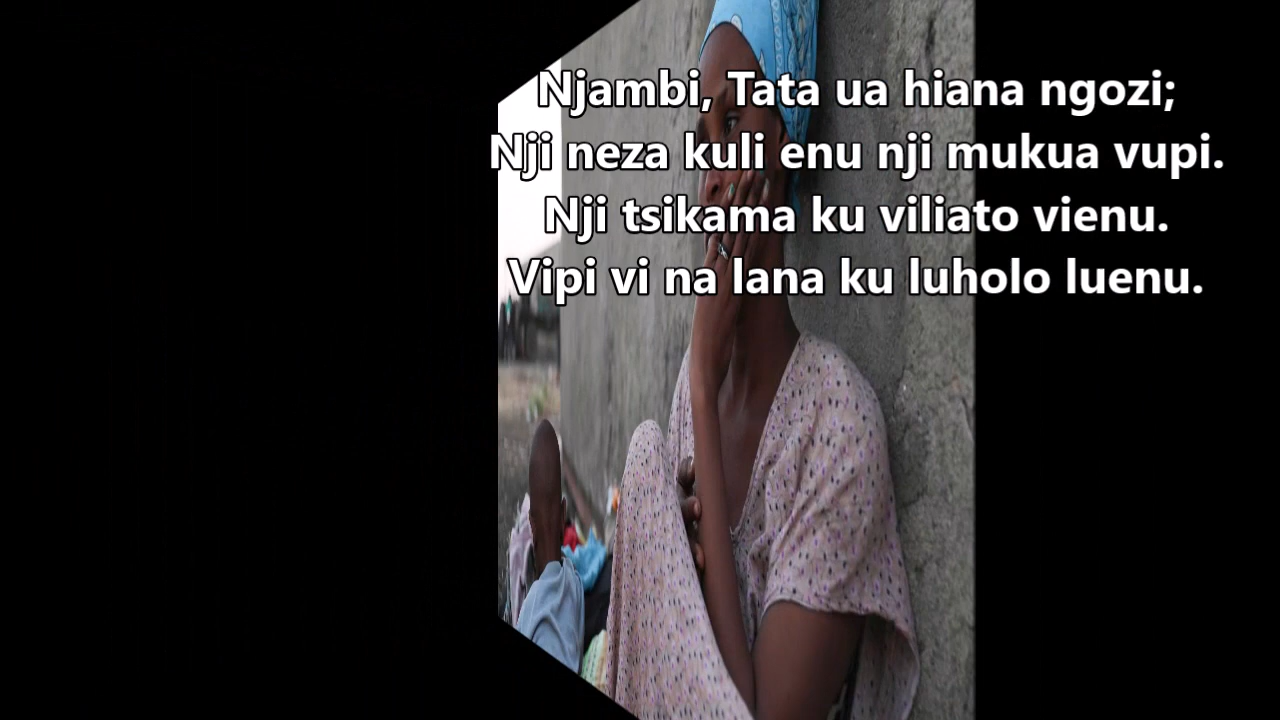 Njambi, Tata ua hiana ngozi;
Nji neza kuli enu nji mukua vupi.
Nji tsikama ku viliato vienu.
Vipi vi na lana ku luholo luenu.